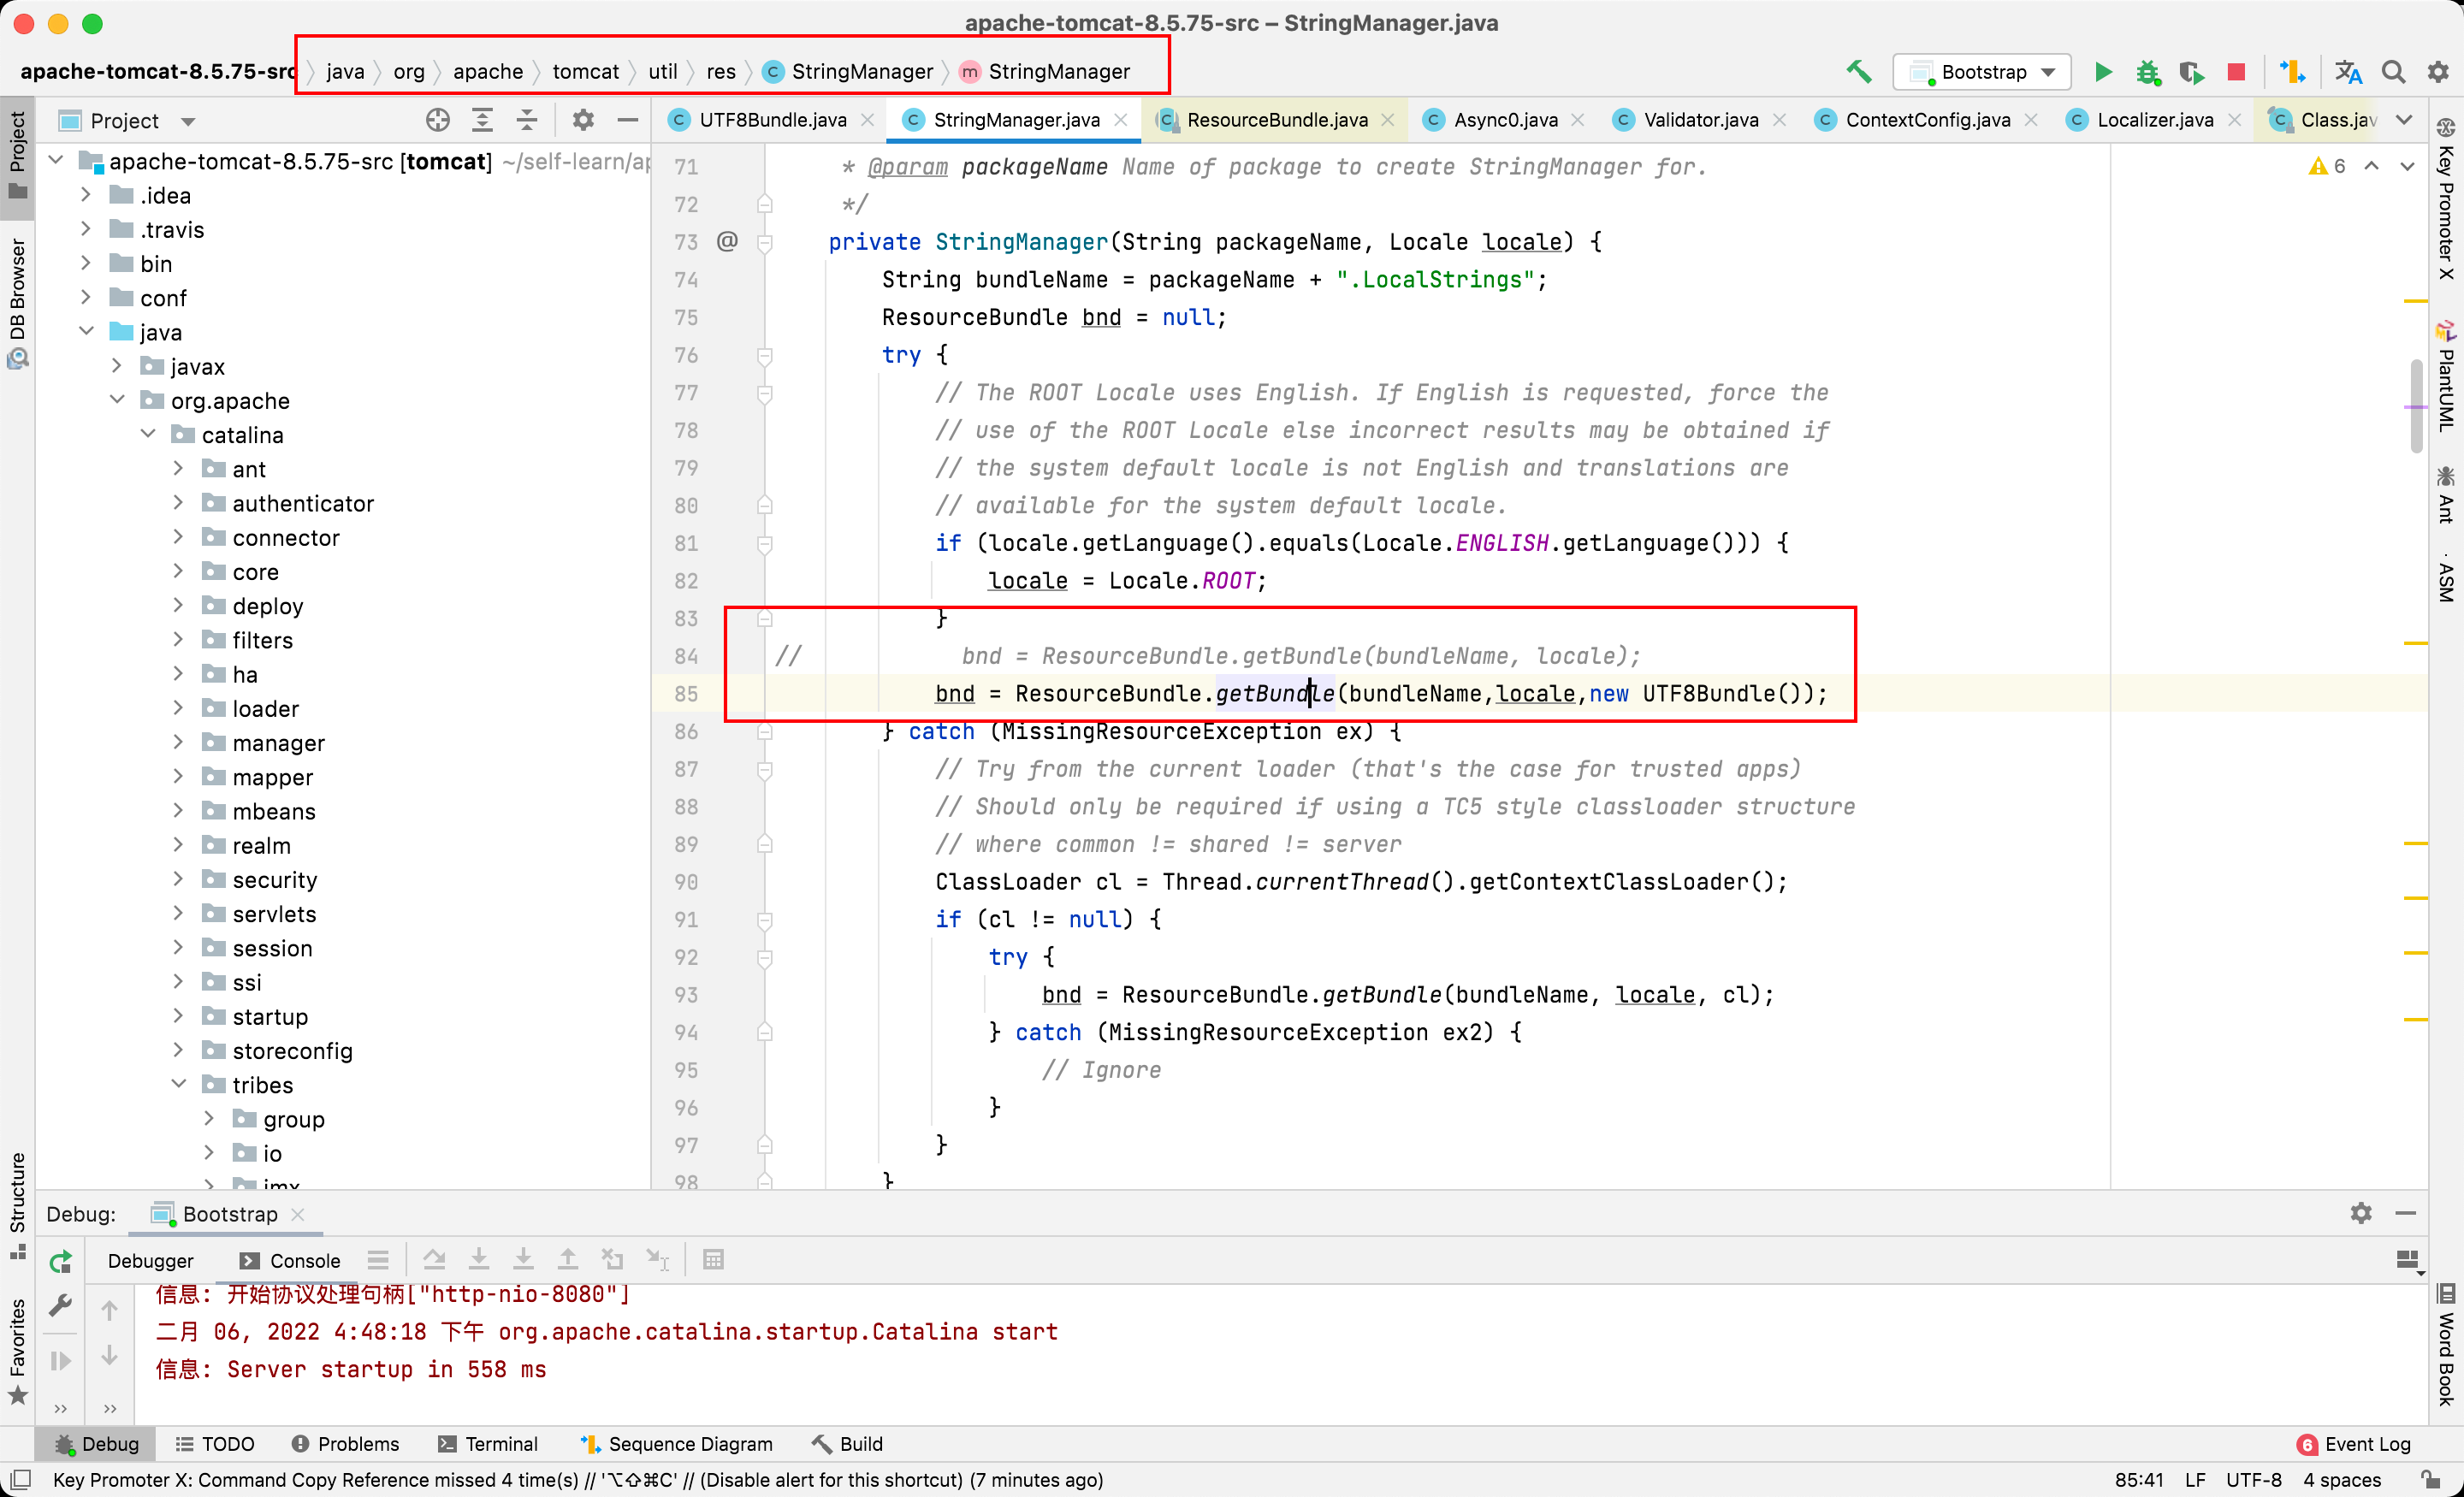 apache-tomcat-8.5.75-src – StringManager.java
apache-tomcat-8.5.75-src java org apache tomcat util res StringManager StringManager
Bootstrap
Project
UTF8Bundle.java StringManager.java ResourceBundle.java Async0.java Validator.java ContextConfig.java Localizer.java Class.jav
Project
DB Browser
Structure
Favorites
apache-tomcat-8.5.75-src [tomcat] ~/self-learn/ap
.idea
.travis
bin
conf
java
javax
org.apache
catalina
ant
authenticator
connector
core
deploy
filters
ha
loader
manager
mapper
mbeans
realm
security
servlets
session
ssi
startup
storeconfig
tribes
group
io
jmx
6
71 * @param packageName Name of package to create StringManager for.
72 */
73 @ private StringManager(String packageName, Locale locale) {
74 String bundleName = packageName + ".LocalStrings";
75 ResourceBundle bnd = null;
76 try {
77 // The ROOT Locale uses English. If English is requested, force the
78 // use of the ROOT Locale else incorrect results may be obtained if
79 // the system default locale is not English and translations are
80 // available for the system default locale.
81 if (locale.getLanguage().equals(Locale.ENGLISH.getLanguage())) {
82 locale = Locale.ROOT;
83 }
84 // bnd = ResourceBundle.getBundle(bundleName, locale);
85 bnd = ResourceBundle.getBundle(bundleName,locale,new UTF8Bundle());
86 } catch (MissingResourceException ex) {
87 // Try from the current loader (that's the case for trusted apps)
88 // Should only be required if using a TC5 style classloader structure
89 // where common != shared != server
90 ClassLoader cl = Thread.currentThread().getContextClassLoader();
91 if (cl != null) {
92 try {
93 bnd = ResourceBundle.getBundle(bundleName, locale, cl);
94 } catch (MissingResourceException ex2) {
95 // Ignore
96 }
97 }
98 }
Key Promoter X
PlantUML
Ant
ASM
Word Book
Debug: Bootstrap
Debugger Console
信息: 开始协议处理句柄["http-nio-8080"]
二月 06, 2022 4:48:18 下午 org.apache.catalina.startup.Catalina start
信息: Server startup in 558 ms
Debug TODO Problems Terminal Sequence Diagram Build 6 Event Log
Key Promoter X: Command Copy Reference missed 4 time(s) // '⌥⇧⌘C' // (Disable alert for this shortcut) (7 minutes ago) 85:41 LF UTF-8 4 spaces